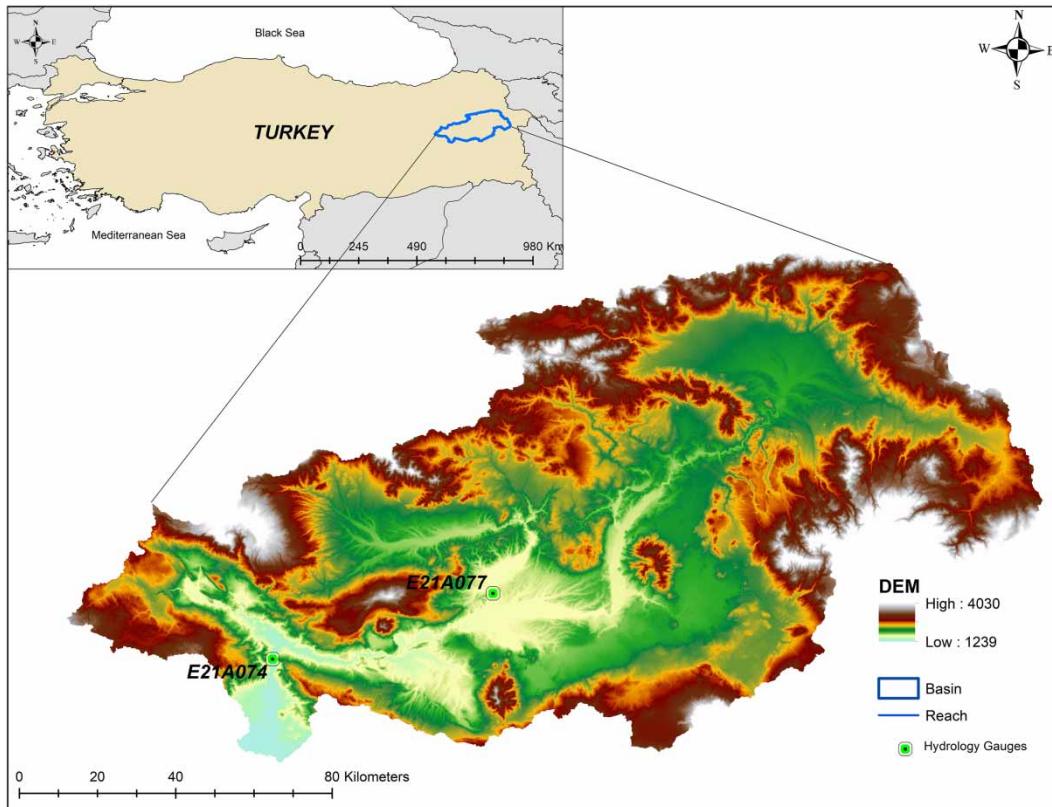 N
W E
S
Black Sea
TURKEY
Mediterranean Sea
0 245 490 980 Km
N
W E
S
E21A077
E21A074
DEM
High : 4030
Low : 1239
Basin
Reach
Hydrology Gauges
0 20 40 60 80 Kilometers